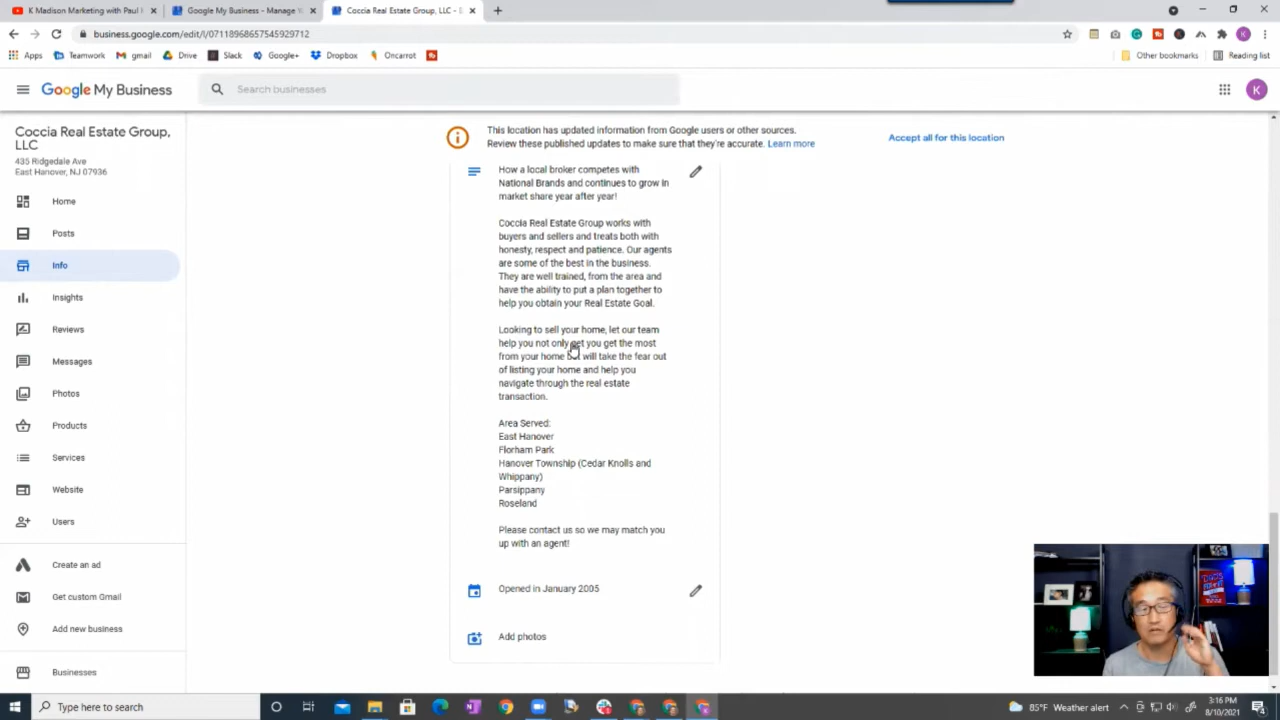 K Madison Marketing with Paul
Google My Business - Manage
Coccia Real Estate Group, LLC -
business.google.com/edit/l/07118968657545929712
Apps
Teamwork
gmail
Drive
Slack
Google+
Dropbox
Oncarrot
Other bookmarks
Reading list
Google My Business
Search businesses
K
Coccia Real Estate Group,
LLC
435 Ridgedale Ave
East Hanover, NJ 07936
Home
Posts
Info
Insights
Reviews
Messages
Photos
Products
Services
Website
Users
Create an ad
Get custom Gmail
Add new business
Businesses
This location has updated information from Google users or other sources.
Review these published updates to make sure that they're accurate. Learn more
Accept all for this location
How a local broker competes with
National Brands and continues to grow in
market share year after year!
Coccia Real Estate Group works with
buyers and sellers and treats both with
honesty, respect and patience. Our agents
are some of the best in the business.
They are well trained, from the area and
have the ability to put a plan together to
help you obtain your Real Estate Goal.
Looking to sell your home, let our team
help you not only get you get the most
from your home but will take the fear out
of listing your home and help you
navigate through the real estate
transaction.
Area Served:
East Hanover
Florham Park
Hanover Township (Cedar Knolls and
Whippany)
Parsippany
Roseland
Please contact us so we may match you
up with an agent!
Opened in January 2005
Add photos
Type here to search
85°F Weather alert
3:16 PM
8/10/2021